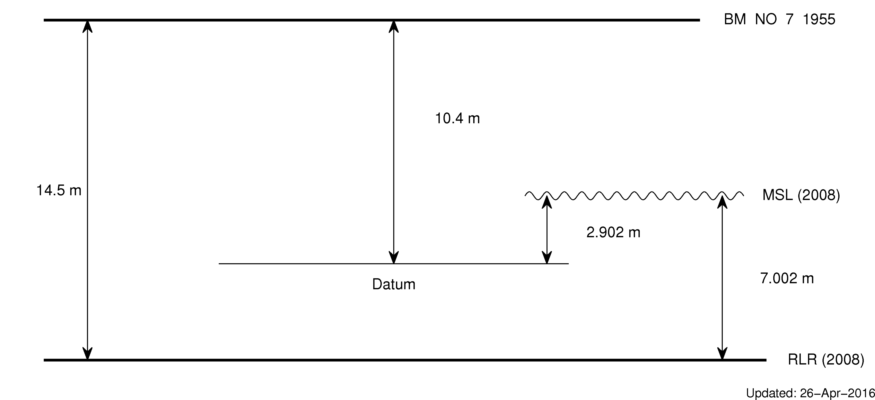 BM NO 7 1955
10.4 m
14.5 m
MSL (2008)
2.902 m
7.002 m
Datum
RLR (2008)
Updated: 26−Apr−2016